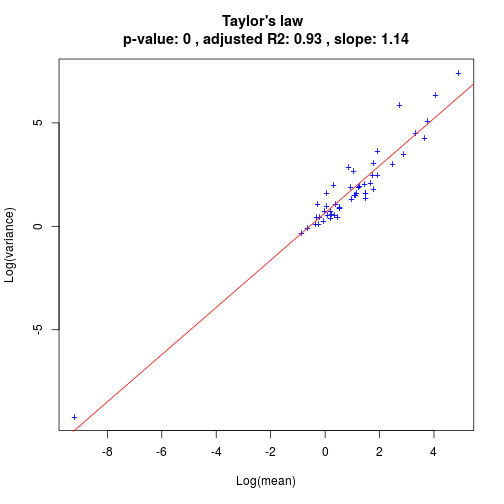 Taylor's law
p-value: 0 , adjusted R2: 0.93 , slope: 1.14
Log(variance)
5
0
-5
-8
-6
-4
-2
0
2
4
Log(mean)